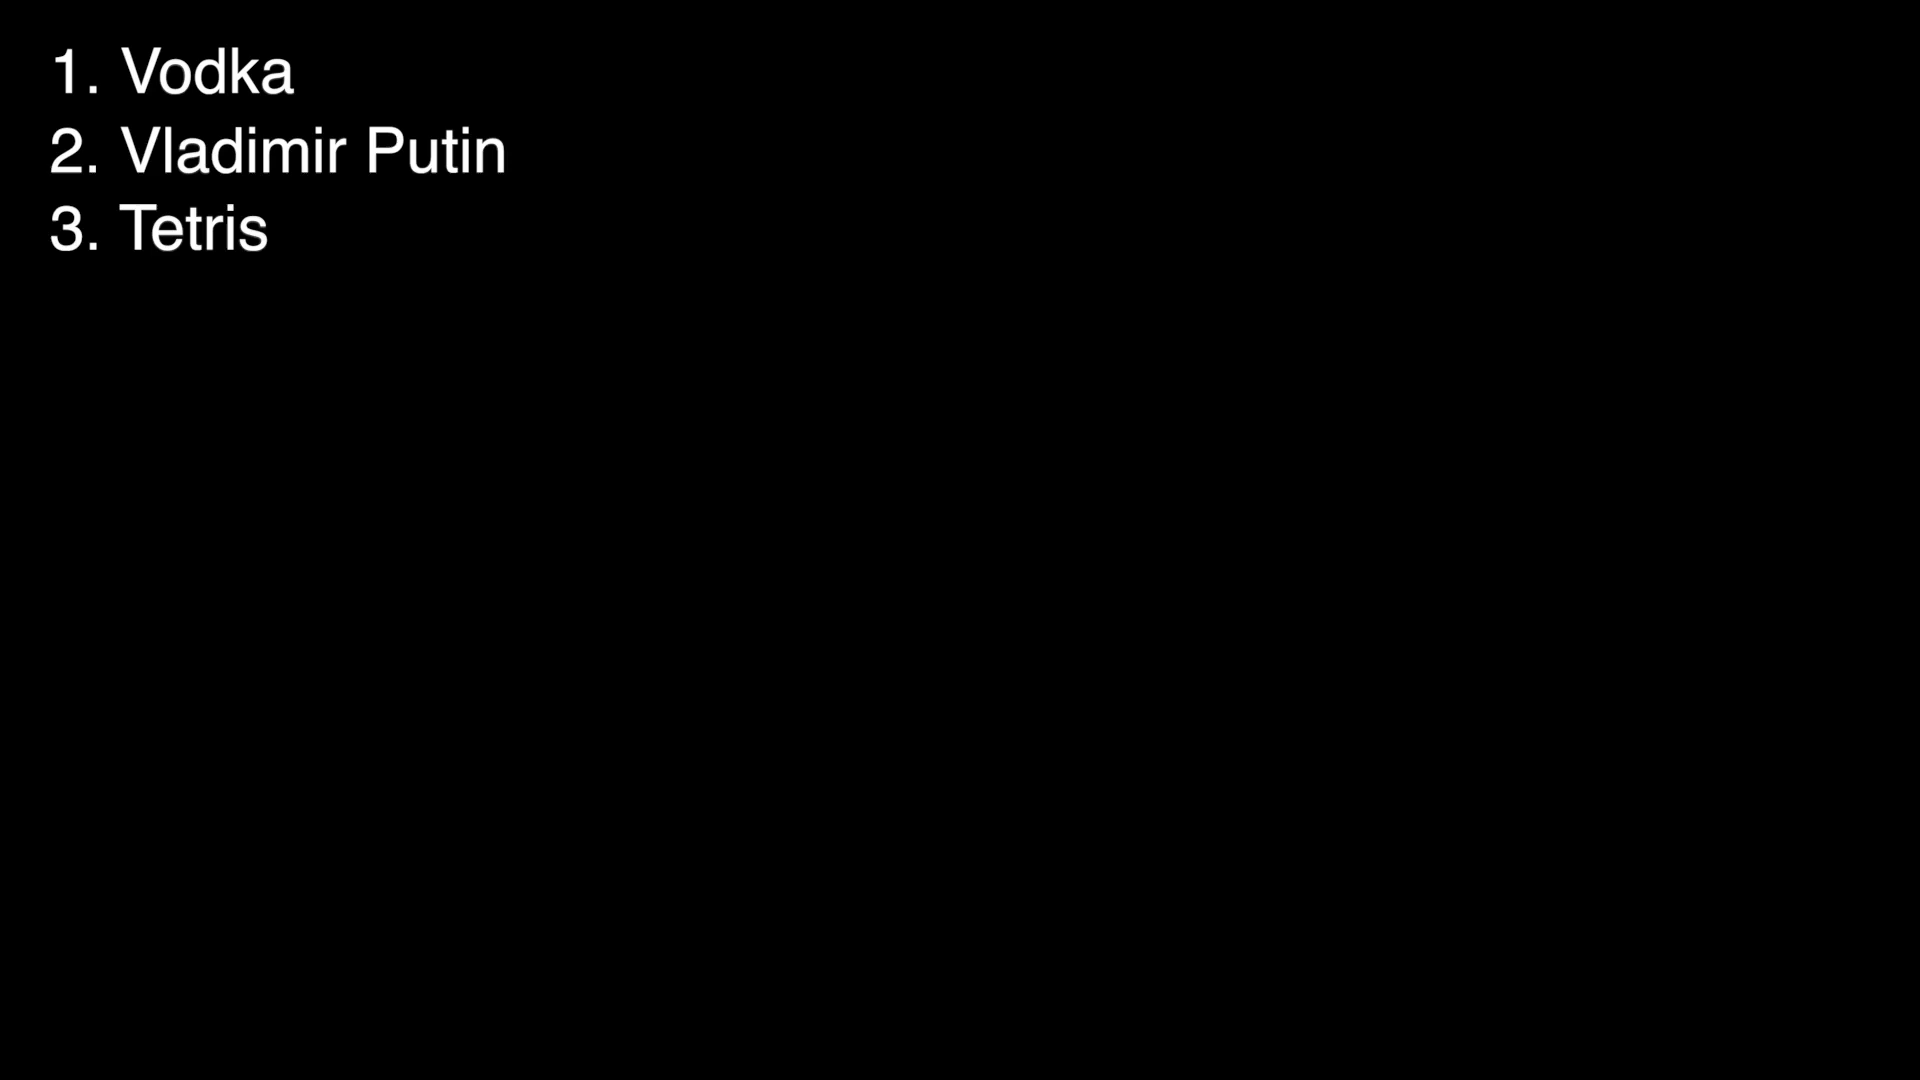 1. Vodka
2. Vladimir Putin
3. Tetris